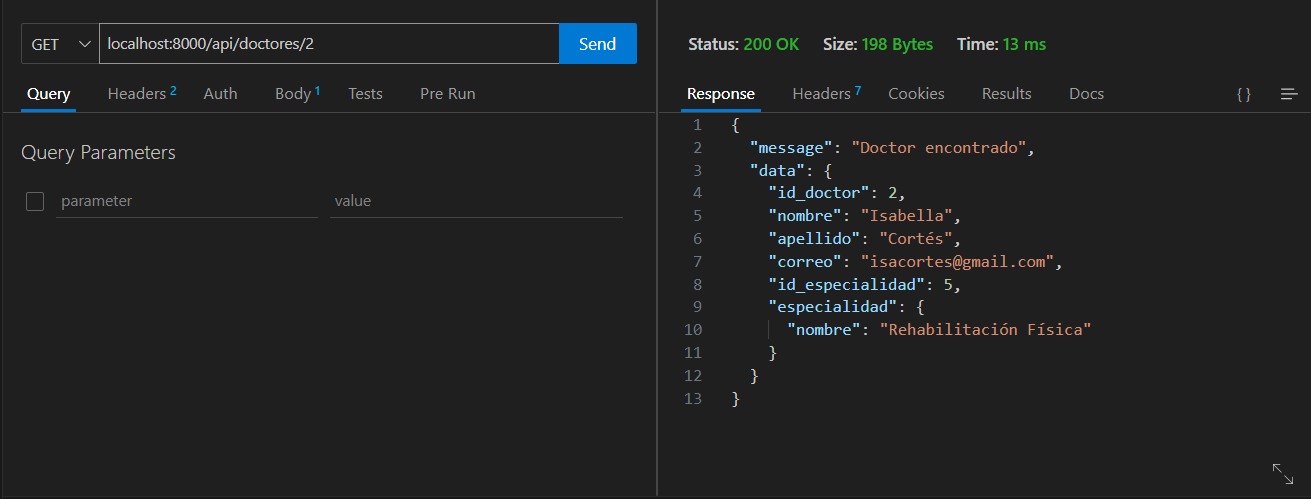 GET localhost:8000/api/doctores/2 Send
Query Headers 2 Auth Body 1 Tests Pre Run
Query Parameters
parameter value
Status: 200 OK Size: 198 Bytes Time: 13 ms
Response Headers 7 Cookies Results Docs { }
1 {
2 "message": "Doctor encontrado",
3 "data": {
4 "id_doctor": 2,
5 "nombre": "Isabella",
6 "apellido": "Cortés",
7 "correo": "isacortes@gmail.com",
8 "id_especialidad": 5,
9 "especialidad": {
10 "nombre": "Rehabilitación Física"
11 }
12 }
13 }